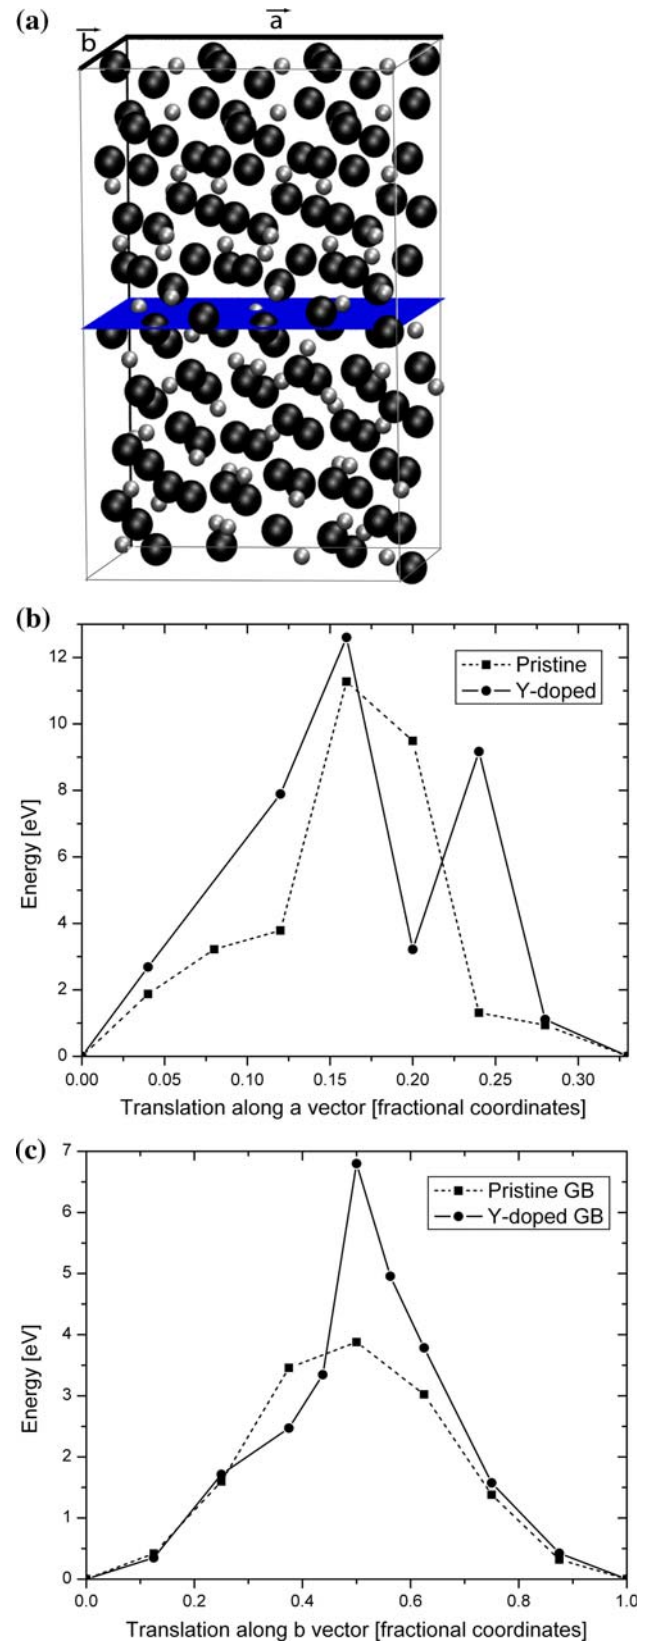 (a)
a
b
(b)
12
10
8
6
4
2
0
Energy [eV]
Pristine
Y-doped
0.00 0.05 0.10 0.15 0.20 0.25 0.30
Translation along a vector [fractional coordinates]
(c)
7
6
5
4
3
2
1
0
Energy [eV]
Pristine GB
Y-doped GB
0.0 0.2 0.4 0.6 0.8 1.0
Translation along b vector [fractional coordinates]